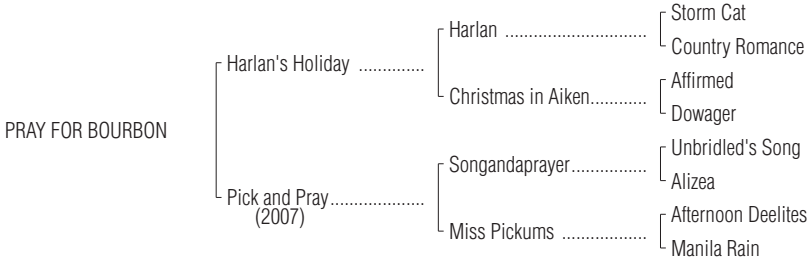 Storm Cat
Harlan ..............................
Country Romance
Harlan's Holiday ..............
Affirmed
Christmas in Aiken............
Dowager
PRAY FOR BOURBON
Unbridled's Song
Songandaprayer................
Alizea
Pick and Pray....................
(2007)
Afternoon Deelites
Miss Pickums ..................
Manila Rain